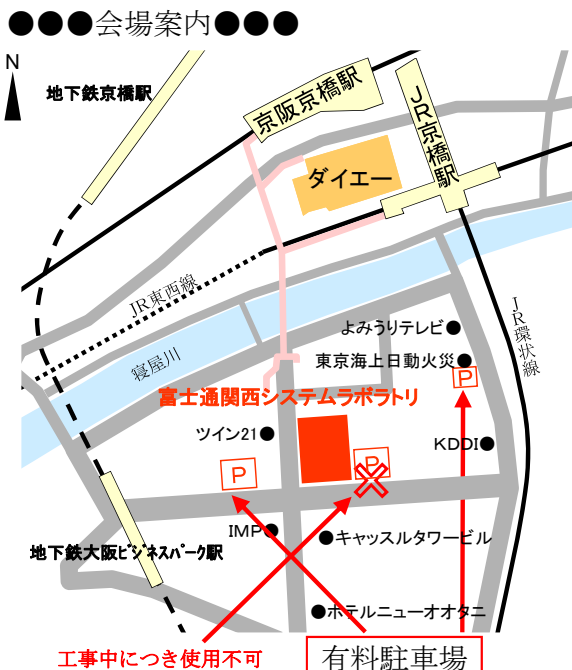 ●●●会場案内●●●
N
地下鉄京橋駅
京阪京橋駅
JR京橋駅
ダイエー
JR東西線
JR環状線
寝屋川
よみうりテレビ●
東京海上日動火災●
P
富士通関西システムラボラトリ
ツイン21●
KDDI●
P
P
IMP●
●キャッスルタワービル
地下鉄大阪ビジネスパーク駅
●ホテルニューオオタニ
工事中につき使用不可
有料駐車場